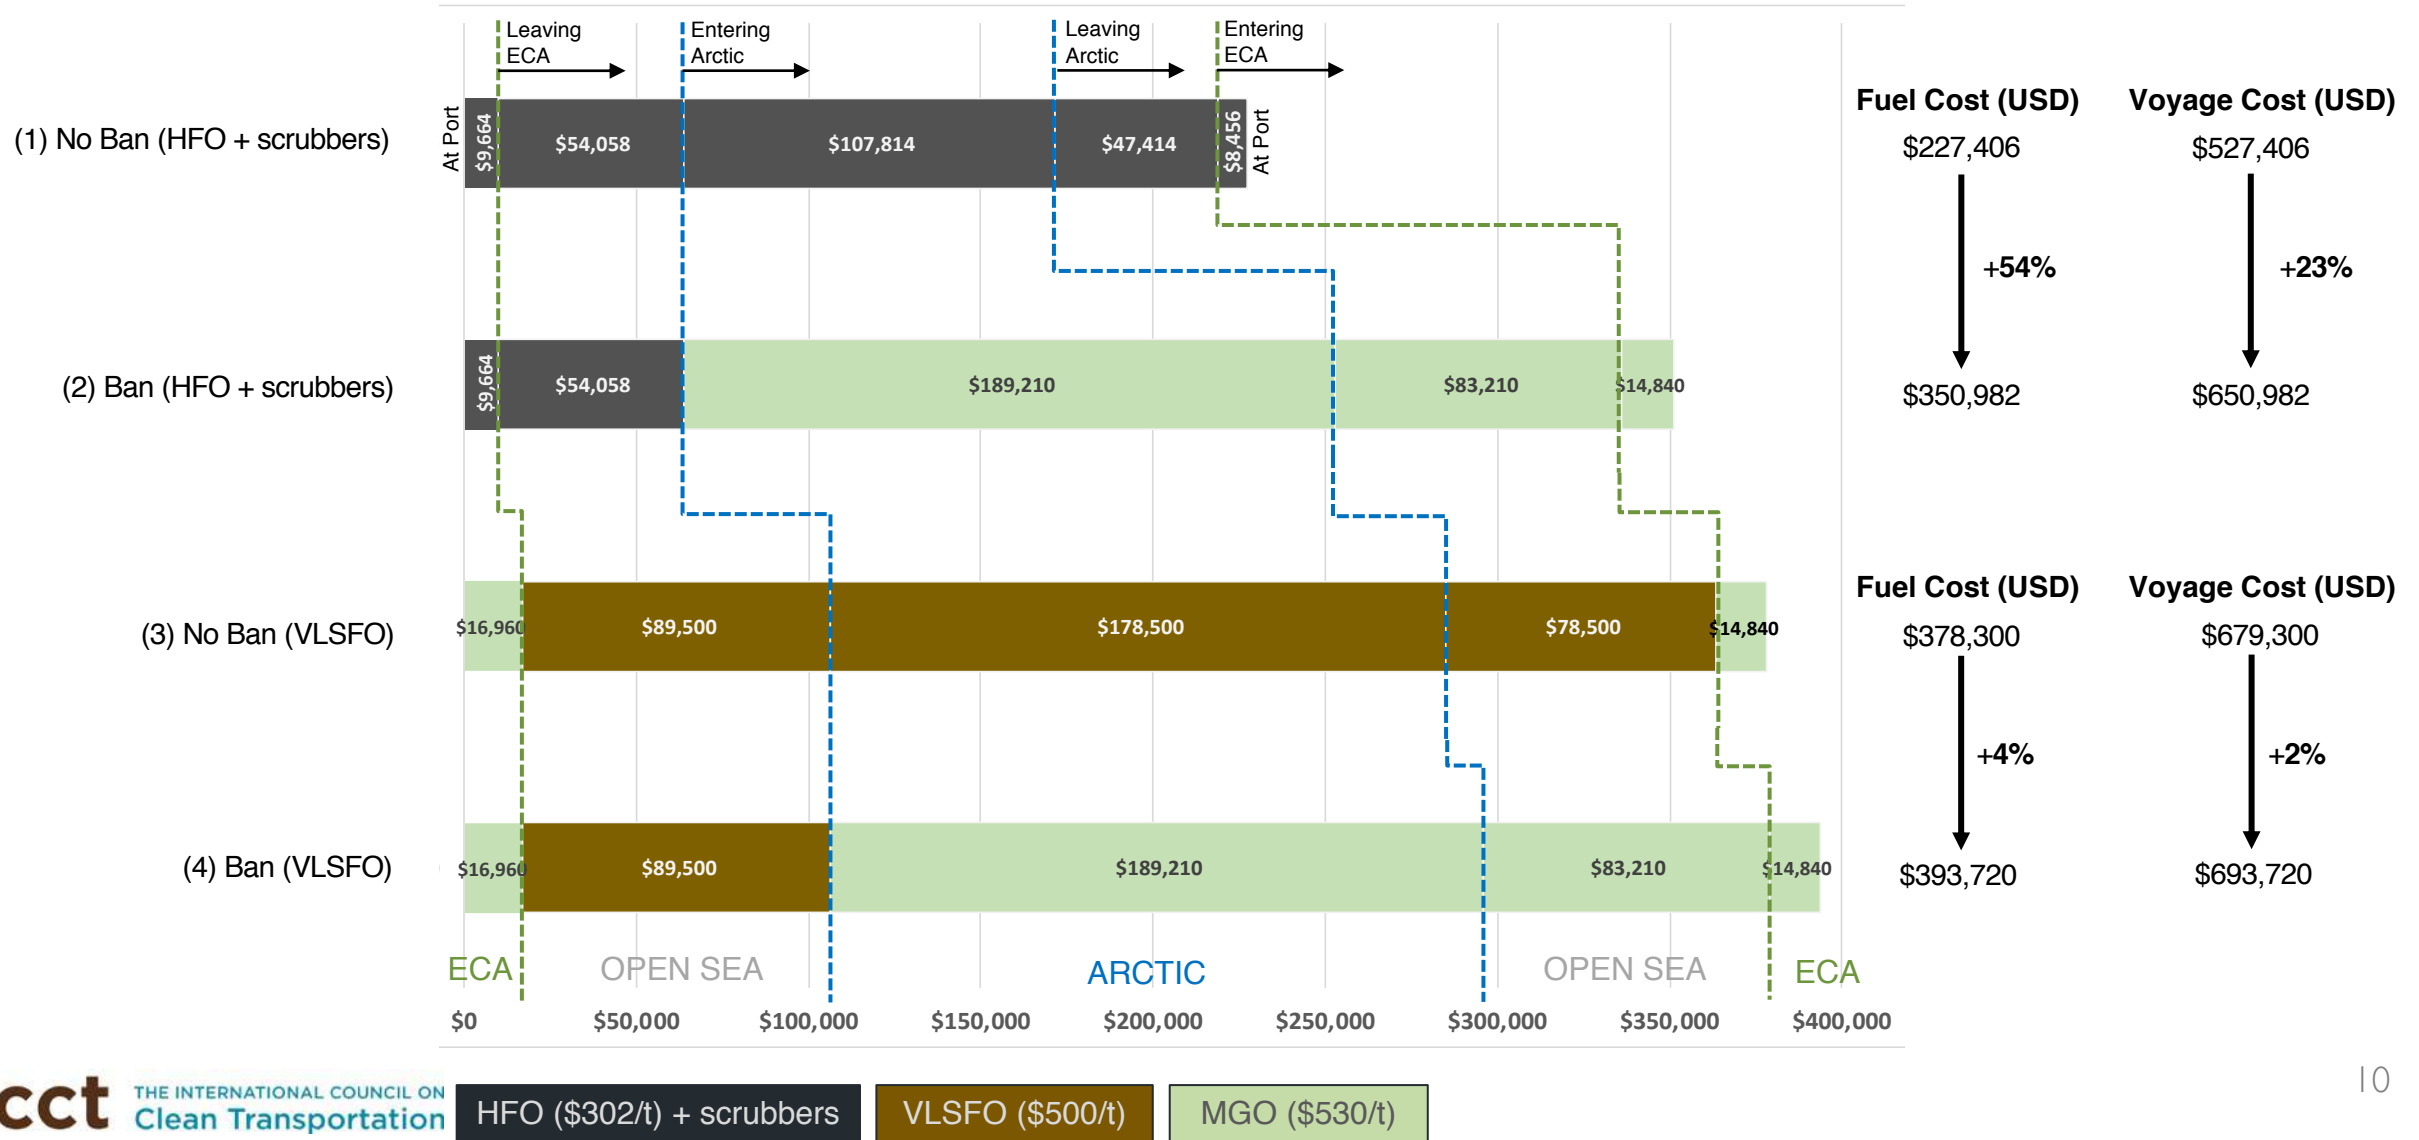 Leaving
ECA
Entering
Arctic
Leaving
Arctic
Entering
ECA
(1) No Ban (HFO + scrubbers)
At Port
$9,664
$54,058
$107,814
$47,414
$8,456
At Port
Fuel Cost (USD)
Voyage Cost (USD)
$227,406
$527,406
+54%
+23%
(2) Ban (HFO + scrubbers)
$9,664
$54,058
$189,210
$83,210
$14,840
$350,982
$650,982
(3) No Ban (VLSFO)
$16,960
$89,500
$178,500
$78,500
$14,840
Fuel Cost (USD)
Voyage Cost (USD)
$378,300
$679,300
+4%
+2%
(4) Ban (VLSFO)
$16,960
$89,500
$189,210
$83,210
$14,840
$393,720
$693,720
ECA
OPEN SEA
ARCTIC
OPEN SEA
ECA
$0
$50,000
$100,000
$150,000
$200,000
$250,000
$300,000
$350,000
$400,000
cct
THE INTERNATIONAL COUNCIL ON
Clean Transportation
HFO ($302/t) + scrubbers
VLSFO ($500/t)
MGO ($530/t)
10